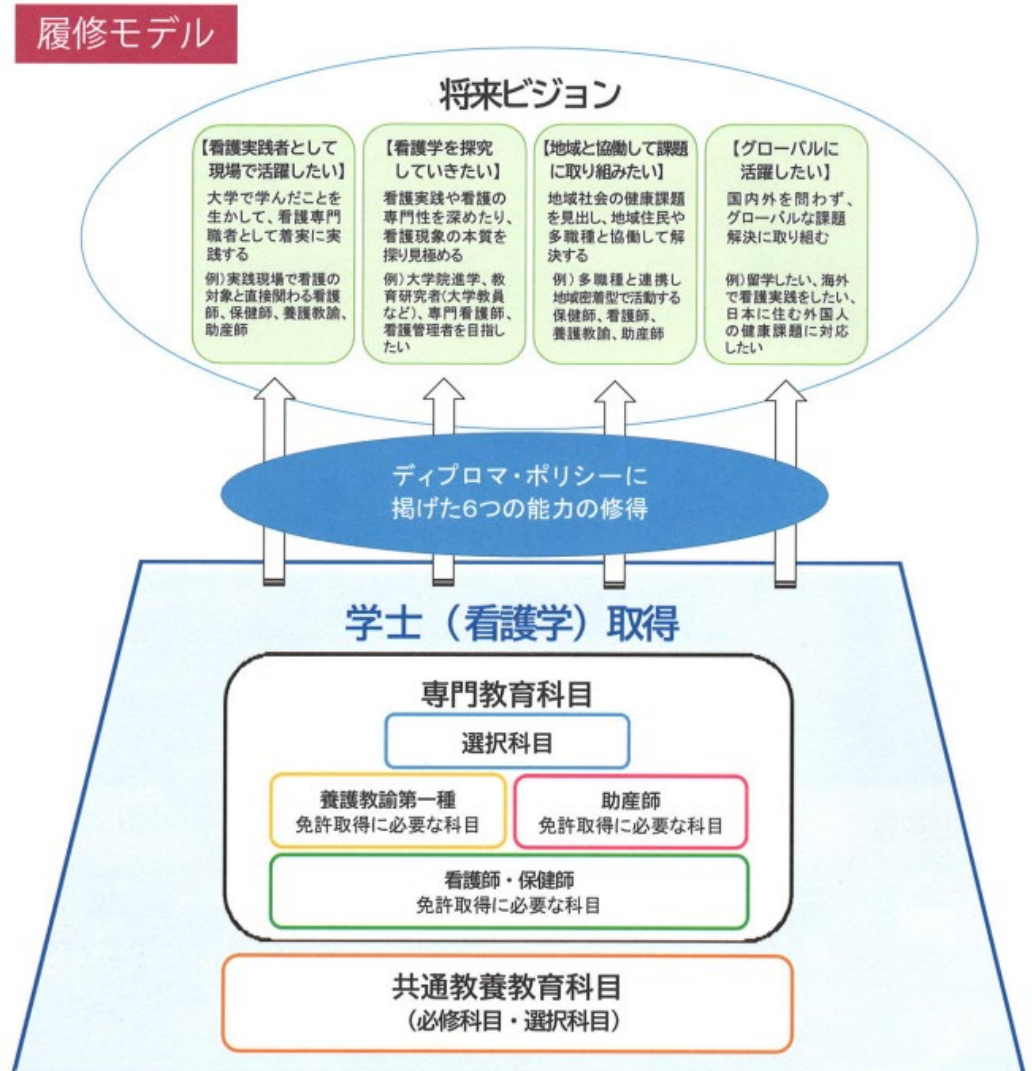 履修モデル
将来ビジョン
【看護実践者として
現場で活躍したい】
大学で学んだことを
生かして、看護専門
職者として着実に実
践する
例)実践現場で看護の
対象と直接関わる看護
師、保健師、養護教諭、
助産師
【看護学を探究
していきたい】
看護実践や看護の
専門性を深めたり、
看護現象の本質を
探り見極める
例)大学院進学、教
育研究者(大学教員
など)、専門看護師、
看護管理者を目指し
たい
【地域と協働して課題
に取り組みたい】
地域社会の健康課題
を見出し、地域住民や
多職種と協働して解
決する
例)多職種と連携し
地域密着型で活動する
保健師、看護師、
養護教諭、助産師
【グローバルに
活躍したい】
国内外を問わず、
グローバルな課題
解決に取り組む
例)留学したい、海外
で看護実践をしたい、
日本に住む外国人
の健康課題に対応
したい
ディプロマ・ポリシーに
掲げた6つの能力の修得
学士(看護学)取得
専門教育科目
選択科目
養護教諭第一種
免許取得に必要な科目
助産師
免許取得に必要な科目
看護師・保健師
免許取得に必要な科目
共通教養教育科目
(必修科目・選択科目)